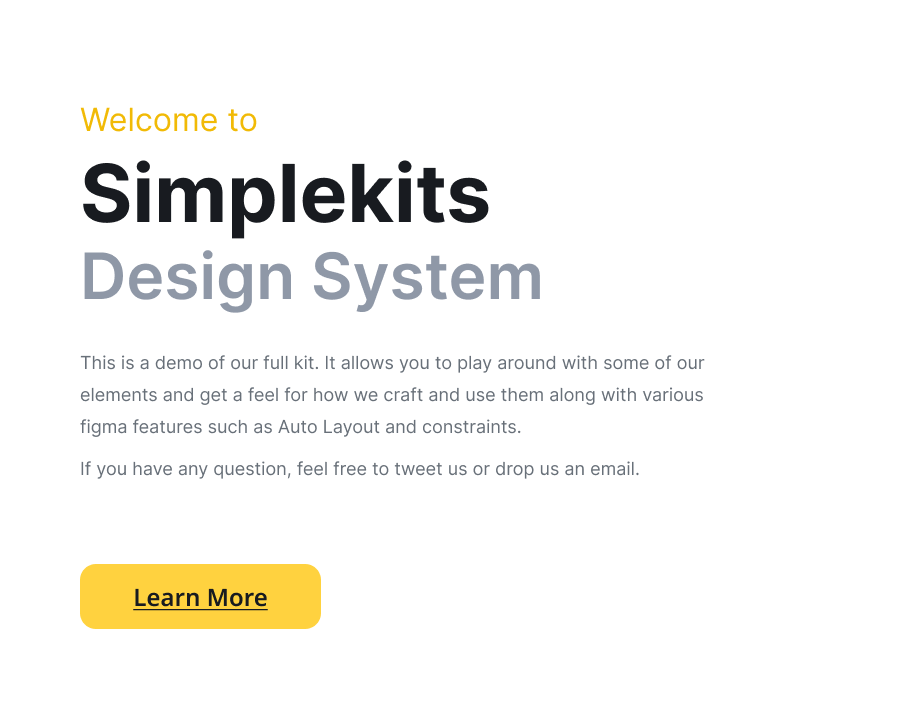 Welcome to
Simplekits
Design System
This is a demo of our full kit. It allows you to play around with some of our
elements and get a feel for how we craft and use them along with various
figma features such as Auto Layout and constraints.
If you have any question, feel free to tweet us or drop us an email.
Learn More